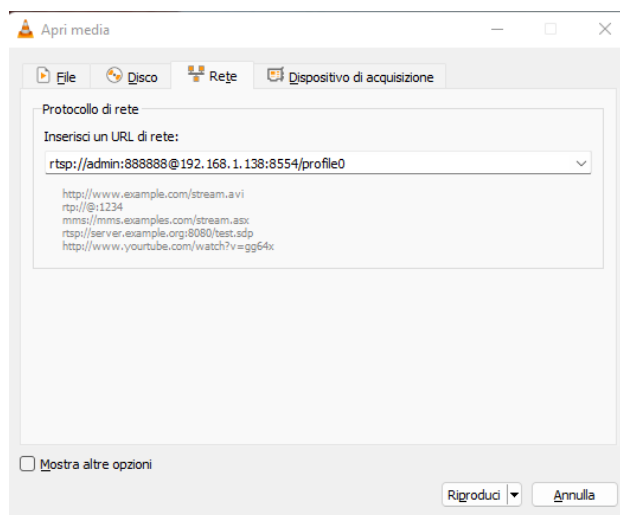 Apri media
File Disco Rete Dispositivo di acquisizione
Protocollo di rete
Inserisci un URL di rete:
rtsp://admin:888888@192.168.1.138:8554/profile0
http://www.example.com/stream.avi
rtp://@:1234
mms://mms.examples.com/stream.asx
rtsp://server.example.org:8080/test.sdp
http://www.yourtube.com/watch?v=gg64x
Mostra altre opzioni
Riproduci Annulla